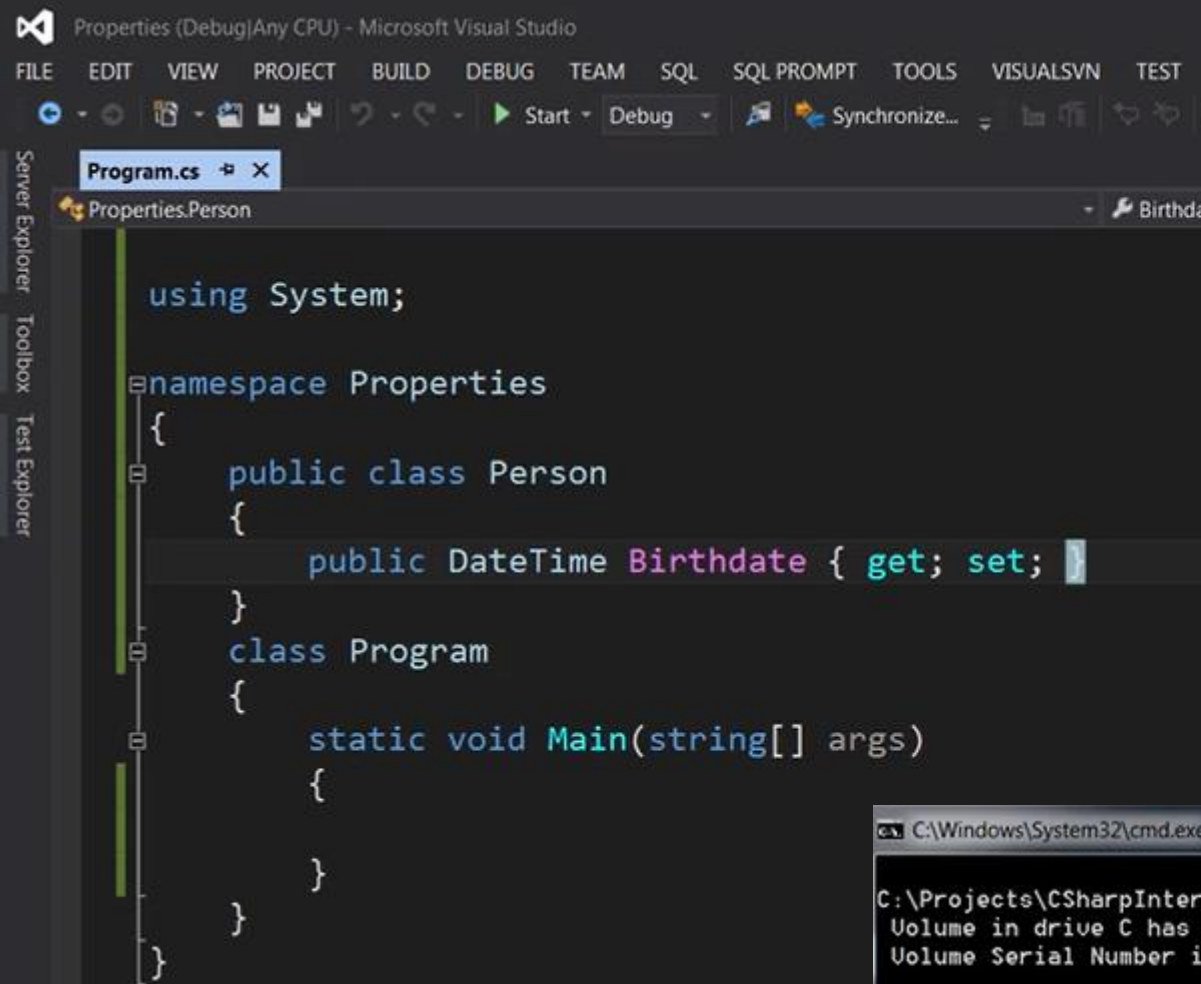 Properties (Debug|Any CPU) - Microsoft Visual Studio
FILE EDIT VIEW PROJECT BUILD DEBUG TEAM SQL SQL PROMPT TOOLS VISUALSVN TEST
Start Debug Synchronize...
Server Explorer
Toolbox
Test Explorer
Program.cs
Properties.Person Birthda
using System;
namespace Properties
{
public class Person
{
public DateTime Birthdate { get; set; }
}
class Program
{
static void Main(string[] args)
{
}
}
}
C:\Windows\System32\cmd.exe
C:\Projects\CSharpInter
Volume in drive C has
Volume Serial Number i